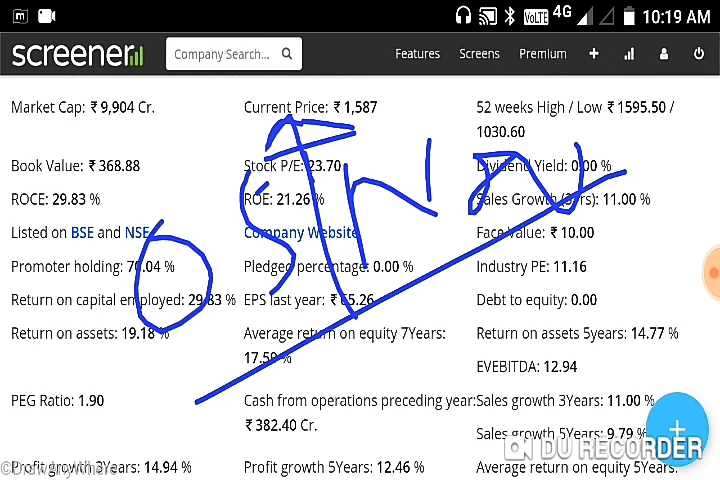 m VoLTE 4G 10:19 AM
screener Company Search... Features Screens Premium +
Market Cap: ₹ 9,904 Cr. Current Price: ₹ 1,587 52 weeks High / Low ₹ 1595.50 /
1030.60
Book Value: ₹ 368.88 Stock P/E: 23.70 Dividend Yield: 0.00 %
ROCE: 29.83 % ROE: 21.26 % Sales Growth (3Yrs): 11.00 %
Listed on BSE and NSE Company Website Face Value: ₹ 10.00
Promoter holding: 70.04 % Pledged percentage: 0.00 % Industry PE: 11.16
Return on capital employed: 29.83 % EPS last year: ₹ 65.26 Debt to equity: 0.00
Return on assets: 19.18 % Average return on equity 7Years: Return on assets 5years: 14.77 %
17.59 %
EVEBITDA: 12.94
PEG Ratio: 1.90 Cash from operations preceding year: Sales growth 3Years: 11.00 %
₹ 382.40 Cr.
Sales growth 5Years: 9.79 %
DU RECORDER
Profit growth 3Years: 14.94 % Profit growth 5Years: 12.46 % Average return on equity 5Years:
©DrawAnyWhere